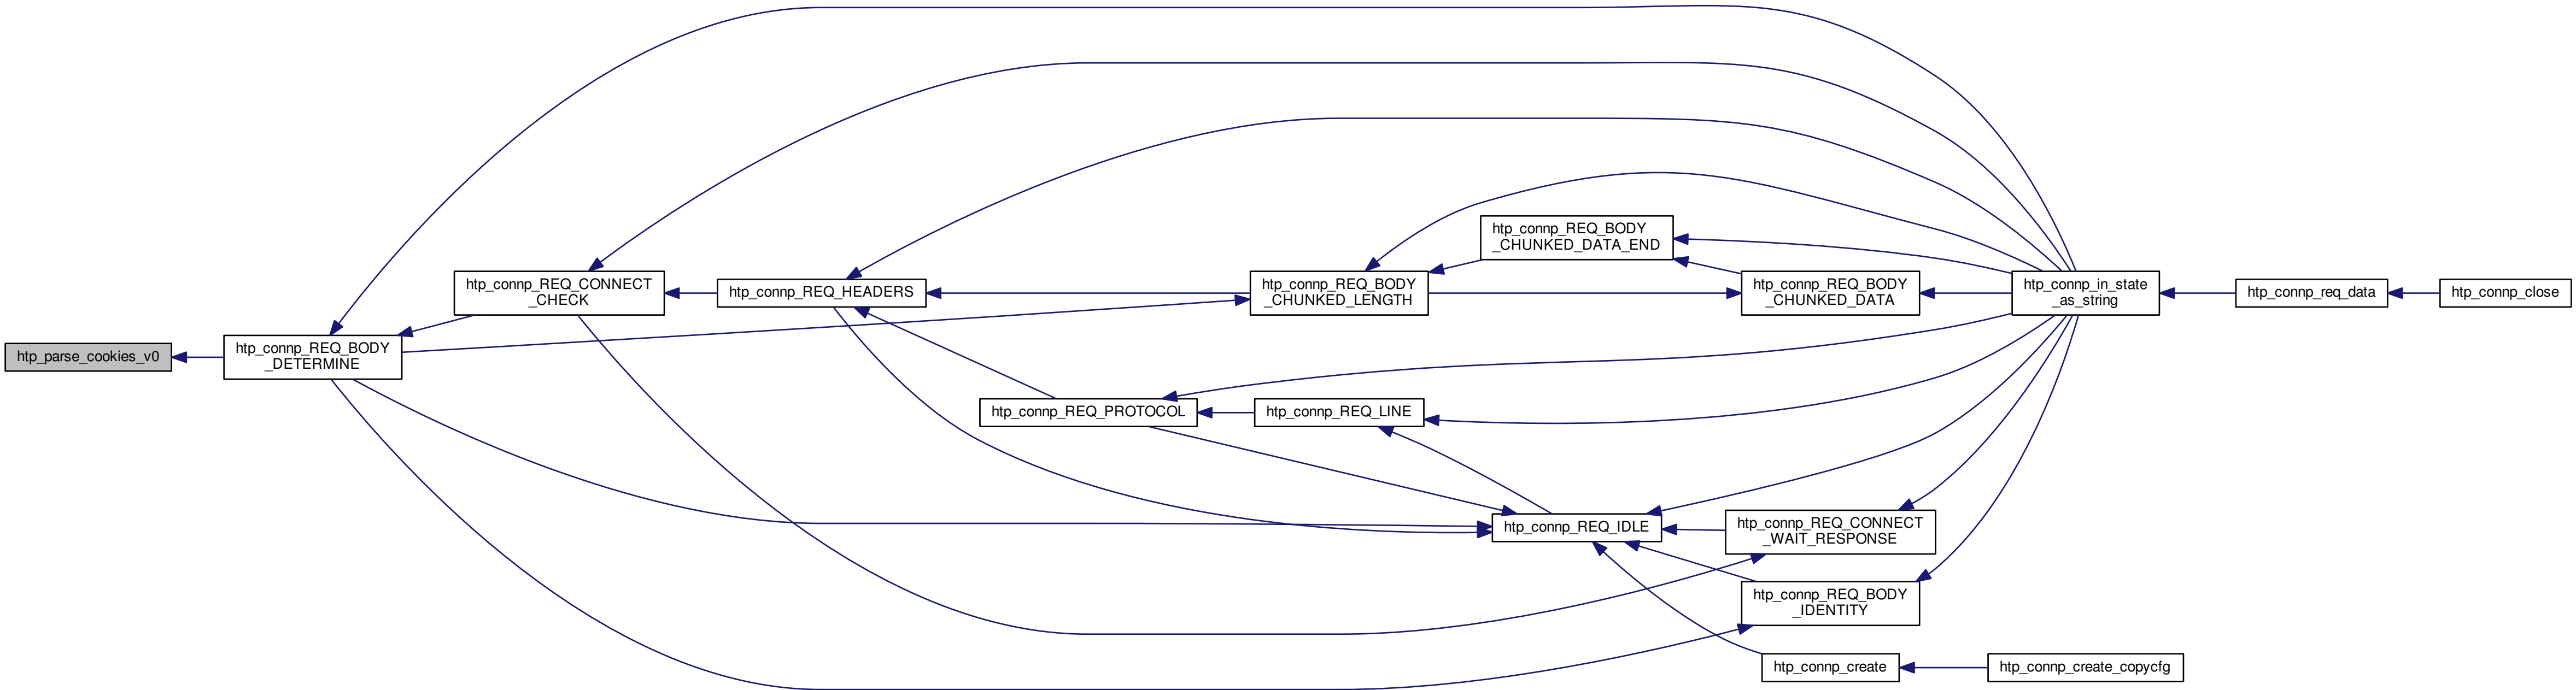 htp_parse_cookies_v0
htp_connp_REQ_BODY
_DETERMINE
htp_connp_REQ_CONNECT
_CHECK
htp_connp_REQ_HEADERS
htp_connp_REQ_PROTOCOL
htp_connp_REQ_BODY
_CHUNKED_LENGTH
htp_connp_REQ_LINE
htp_connp_REQ_BODY
_CHUNKED_DATA_END
htp_connp_REQ_IDLE
htp_connp_REQ_BODY
_CHUNKED_DATA
htp_connp_REQ_CONNECT
_WAIT_RESPONSE
htp_connp_REQ_BODY
_IDENTITY
htp_connp_create
htp_connp_in_state
_as_string
htp_connp_create_copycfg
htp_connp_req_data
htp_connp_close